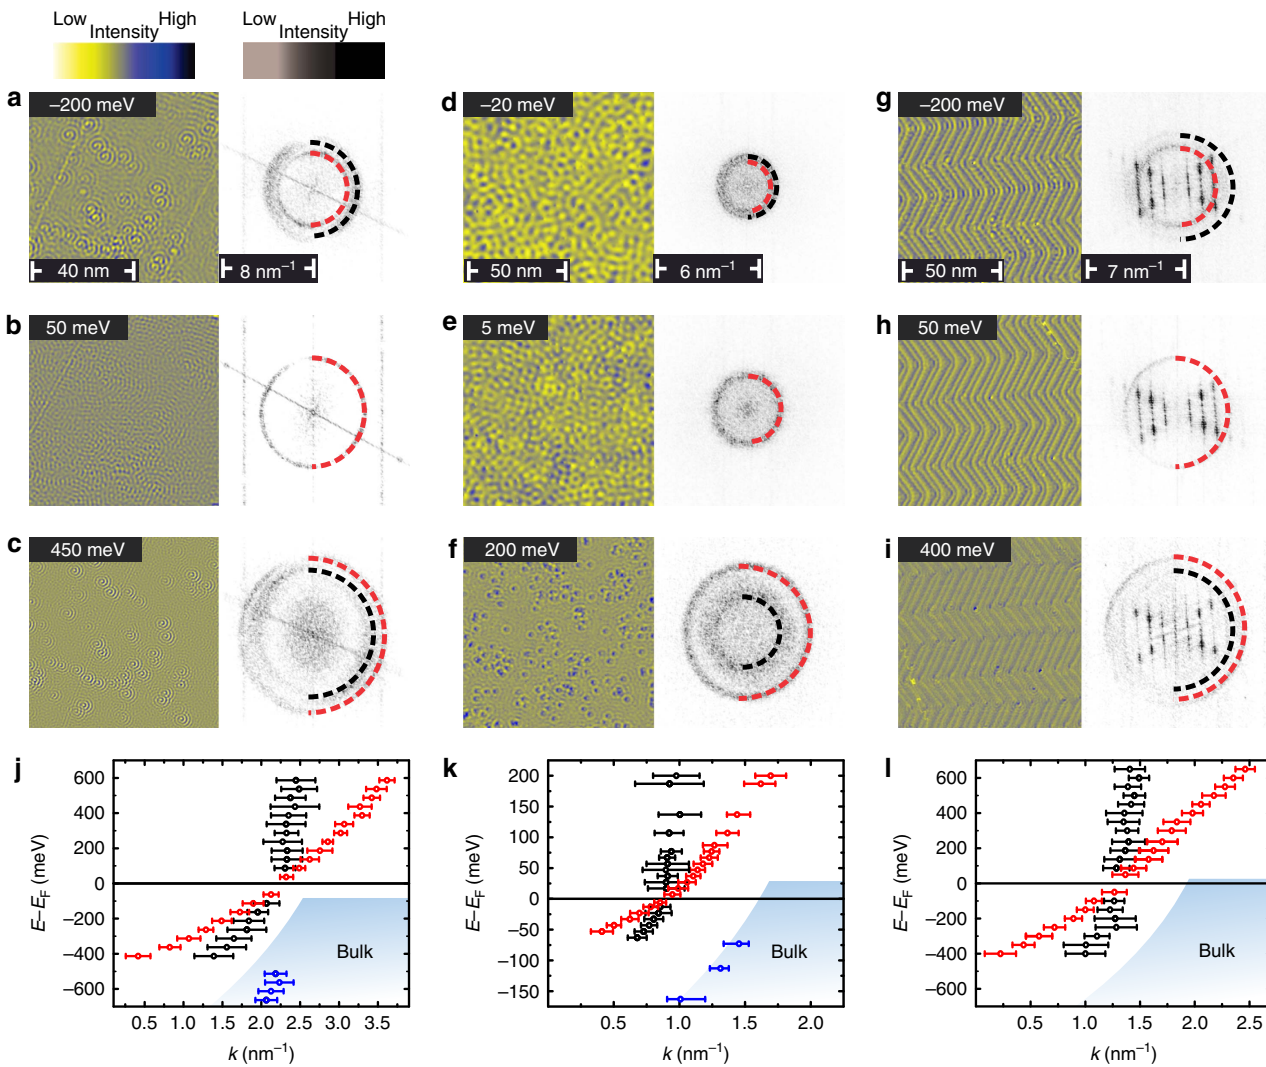 Low High
Intensity
Low High
Intensity
a
−200 meV
40 nm
8 nm⁻¹
d
−20 meV
50 nm
6 nm⁻¹
g
−200 meV
50 nm
7 nm⁻¹
b
50 meV
e
5 meV
h
50 meV
c
450 meV
f
200 meV
i
400 meV
j
600
400
200
0
−200
−400
−600
E−E_F (meV)
Bulk
0.5 1.0 1.5 2.0 2.5 3.0 3.5
k (nm⁻¹)
k
200
150
100
50
0
−50
−100
−150
E−E_F (meV)
0.5 1.0 1.5 2.0
k (nm⁻¹)
l
600
400
200
0
−200
−400
−600
E−E_F (meV)
Bulk
0.5 1.0 1.5 2.0 2.5
k (nm⁻¹)